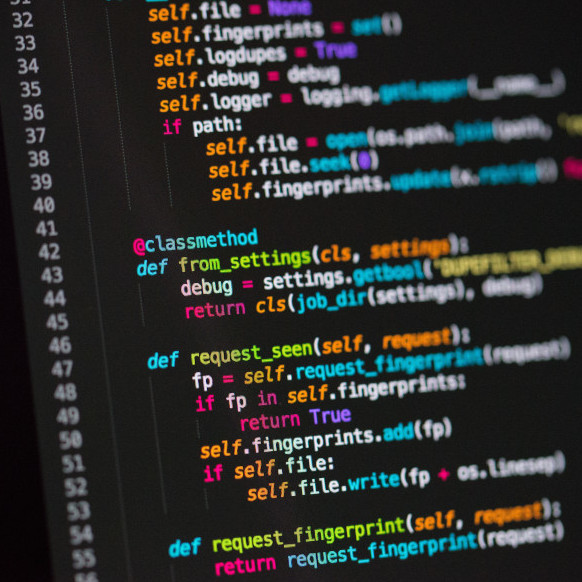 31
32 self.file = None
33 self.fingerprints = set()
34 self.logdupes = True
35 self.debug = debug
36 self.logger = logging.getLogger(__name__)
37 if path:
38 self.file = open(os.path.join(path, '
39 self.file.seek(0)
40 self.fingerprints.update(x.rstrip()
41
42 @classmethod
43 def from_settings(cls, settings):
44 debug = settings.getbool("DUPEFILTER_DEBUG
45 return cls(job_dir(settings), debug)
46
47 def request_seen(self, request):
48 fp = self.request_fingerprint(request)
49 if fp in self.fingerprints:
50 return True
51 self.fingerprints.add(fp)
52 if self.file:
53 self.file.write(fp + os.linesep)
54
55 def request_fingerprint(self, request):
56 return request_fingerprint(request)